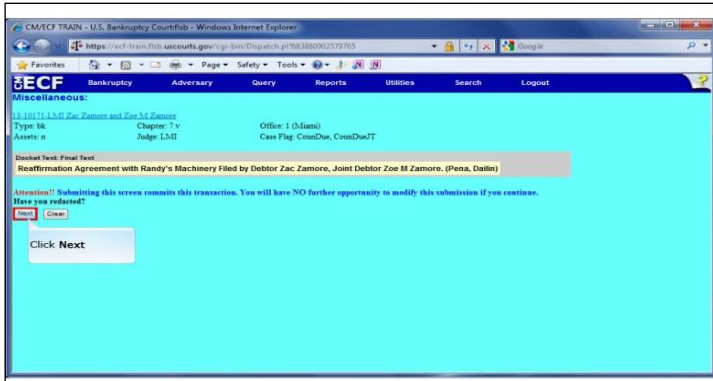 CM/ECF TRAIN - U.S. Bankruptcy Court:flsb - Windows Internet Explorer
https://ecf-train.flsb.uscourts.gov/cgi-bin/Dispatch.pl?683880902579765
Google
Favorites Page Safety Tools
ECF Bankruptcy Adversary Query Reports Utilities Search Logout
Miscellaneous:
13-10171-LMI Zac Zamore and Zoe M Zamore
Type: bk Chapter: 7 v Office: 1 (Miami)
Assets: n Judge: LMI Case Flag: CounDue, CounDueJT
Docket Text: Final Text
Reaffirmation Agreement with Randy's Machinery Filed by Debtor Zac Zamore, Joint Debtor Zoe M Zamore. (Pena, Dailin)
Attention!! Submitting this screen commits this transaction. You will have NO further opportunity to modify this submission if you continue.
Have you redacted?
Next Clear
Click Next